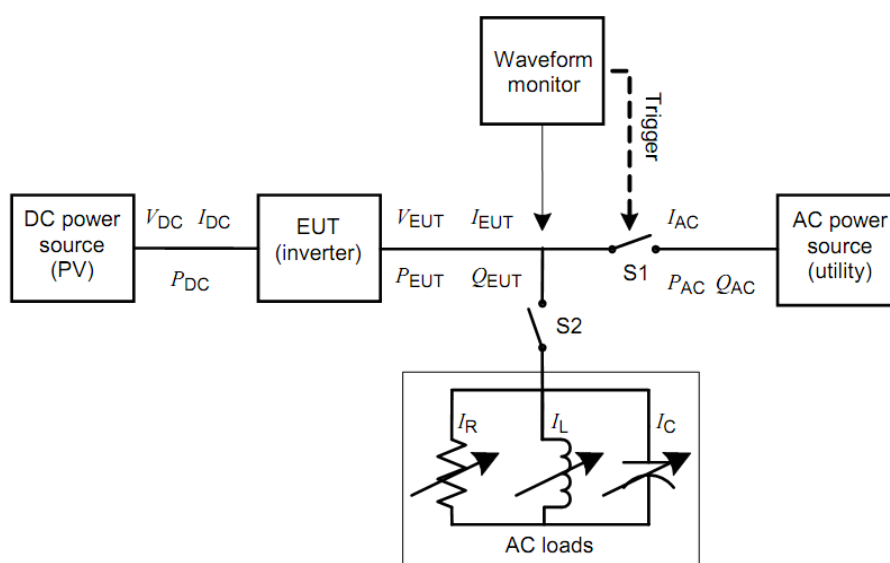 Waveform
monitor
Trigger
DC power
source
(PV)
VDC IDC
PDC
EUT
(inverter)
VEUT IEUT
PEUT QEUT
IAC
S1
PAC QAC
AC power
source
(utility)
S2
IR
IL
IC
AC loads